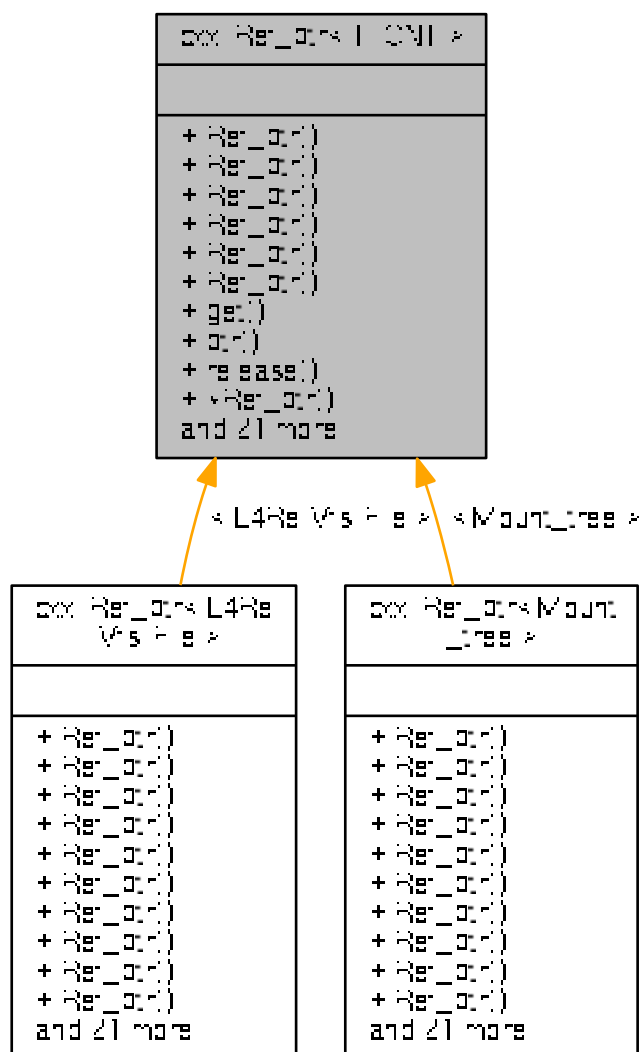 cxx::Ref_ptr< T, CNT >
+ Ref_ptr()
+ Ref_ptr()
+ Ref_ptr()
+ Ref_ptr()
+ Ref_ptr()
+ Ref_ptr()
+ get()
+ ptr()
+ release()
+ ~Ref_ptr()
and 21 more...
< L4Re::Vfs::File >
< Mount_tree >
cxx::Ref_ptr< L4Re
::Vfs::File >
+ Ref_ptr()
+ Ref_ptr()
+ Ref_ptr()
+ Ref_ptr()
+ Ref_ptr()
+ Ref_ptr()
+ Ref_ptr()
+ Ref_ptr()
+ Ref_ptr()
+ Ref_ptr()
and 21 more...
cxx::Ref_ptr< Mount
_tree >
+ Ref_ptr()
+ Ref_ptr()
+ Ref_ptr()
+ Ref_ptr()
+ Ref_ptr()
+ Ref_ptr()
+ Ref_ptr()
+ Ref_ptr()
+ Ref_ptr()
+ Ref_ptr()
and 21 more...